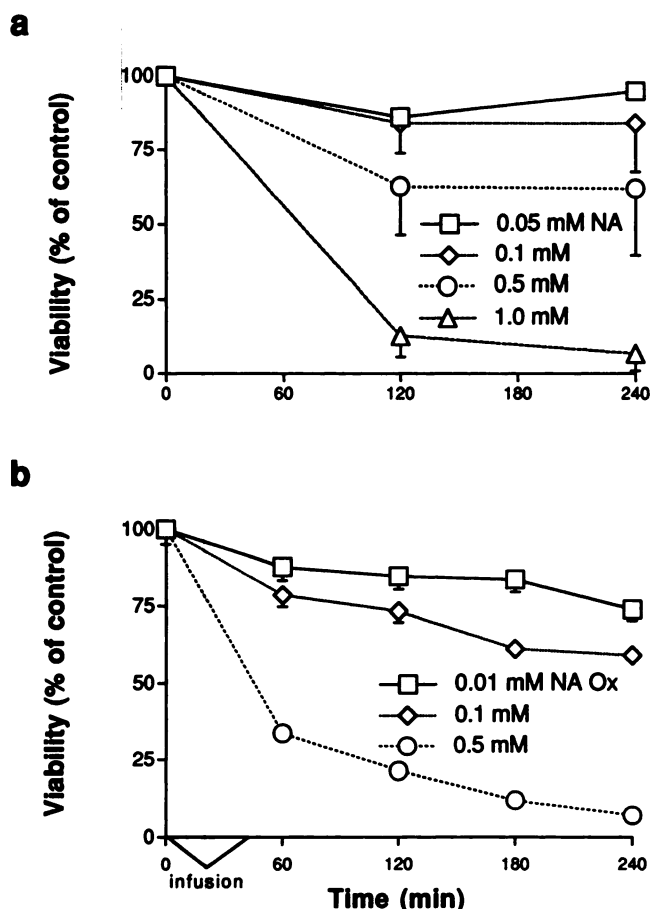 a
Viability (% of control)
100
75
50
25
0
0 60 120 180 240
0.05 mM NA
0.1 mM
0.5 mM
1.0 mM
b
Viability (% of control)
100
75
50
25
0
0 60 120 180 240
0.01 mM NA Ox
0.1 mM
0.5 mM
infusion
Time (min)